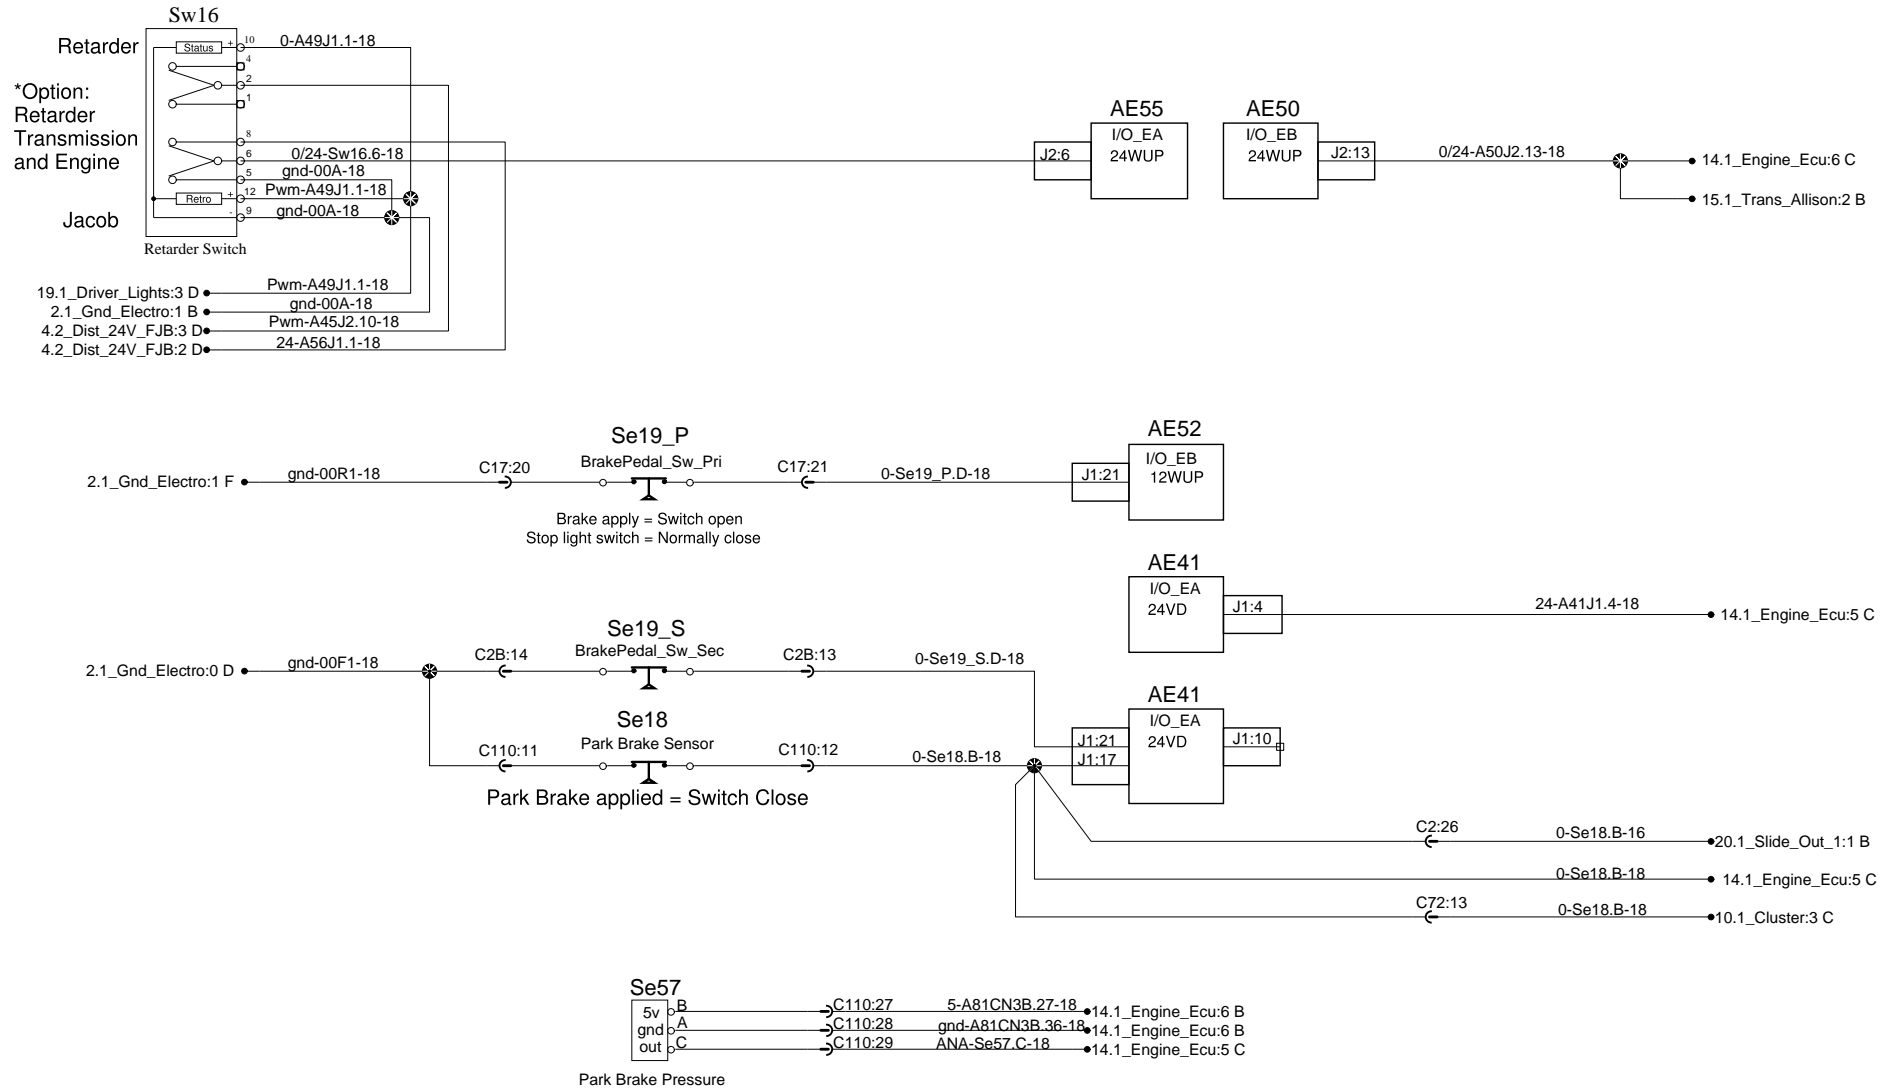 Sw16
Retarder
Status
+
10
0-A49J1.1-18
4
2
1
*Option:
Retarder
Transmission
and Engine
8
6
0/24-Sw16.6-18
5
gnd-00A-18
Retro
+
12
Pwm-A49J1.1-18
Jacob
-
9
gnd-00A-18
Retarder Switch
19.1_Driver_Lights:3 D
Pwm-A49J1.1-18
2.1_Gnd_Electro:1 B
gnd-00A-18
4.2_Dist_24V_FJB:3 D
Pwm-A45J2.10-18
4.2_Dist_24V_FJB:2 D
24-A56J1.1-18
AE55
I/O_EA
24WUP
J2:6
AE50
I/O_EB
24WUP
J2:13
0/24-A50J2.13-18
14.1_Engine_Ecu:6 C
15.1_Trans_Allison:2 B
2.1_Gnd_Electro:1 F
gnd-00R1-18
C17:20
Se19_P
BrakePedal_Sw_Pri
C17:21
0-Se19_P.D-18
J1:21
AE52
I/O_EB
12WUP
Brake apply = Switch open
Stop light switch = Normally close
AE41
I/O_EA
24VD
J1:4
24-A41J1.4-18
14.1_Engine_Ecu:5 C
2.1_Gnd_Electro:0 D
gnd-00F1-18
C2B:14
Se19_S
BrakePedal_Sw_Sec
C2B:13
0-Se19_S.D-18
C110:11
Se18
Park Brake Sensor
C110:12
0-Se18.B-18
Park Brake applied = Switch Close
AE41
I/O_EA
24VD
J1:21
J1:17
J1:10
C2:26
0-Se18.B-16
20.1_Slide_Out_1:1 B
0-Se18.B-18
14.1_Engine_Ecu:5 C
C72:13
0-Se18.B-18
10.1_Cluster:3 C
Se57
5v
B
C110:27
5-A81CN3B.27-18
14.1_Engine_Ecu:6 B
gnd
A
C110:28
gnd-A81CN3B.36-18
14.1_Engine_Ecu:6 B
out
C
C110:29
ANA-Se57.C-18
14.1_Engine_Ecu:5 C
Park Brake Pressure